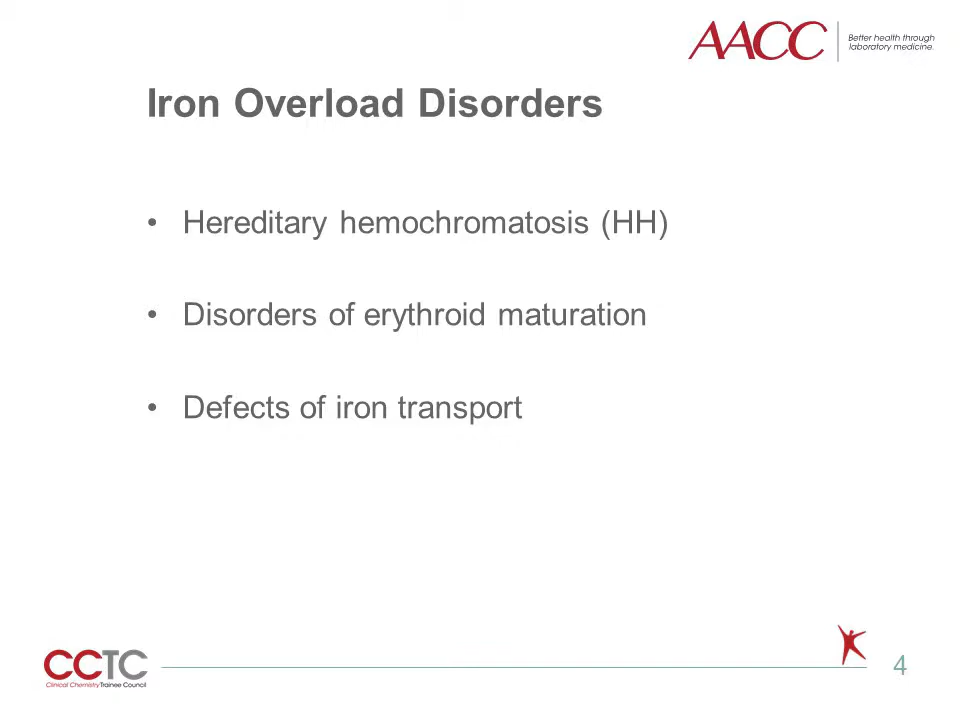 AACC
Better health through
laboratory medicine.
Iron Overload Disorders
• Hereditary hemochromatosis (HH)
• Disorders of erythroid maturation
• Defects of iron transport
CCTC
Clinical Chemistry Trainee Council
4